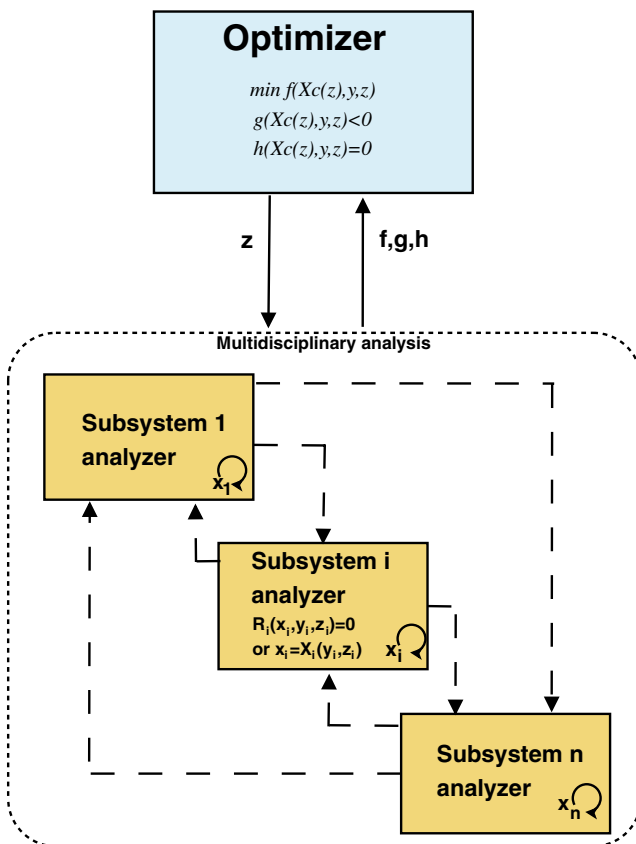 Optimizer
min f(Xc(z),y,z)
g(Xc(z),y,z)<0
h(Xc(z),y,z)=0
z
f,g,h
Multidisciplinary analysis
Subsystem 1
analyzer
x₁
Subsystem i
analyzer
Rᵢ(xᵢ,yᵢ,zᵢ)=0
or xᵢ=Xᵢ(yᵢ,zᵢ)
xᵢ
Subsystem n
analyzer
xₙ